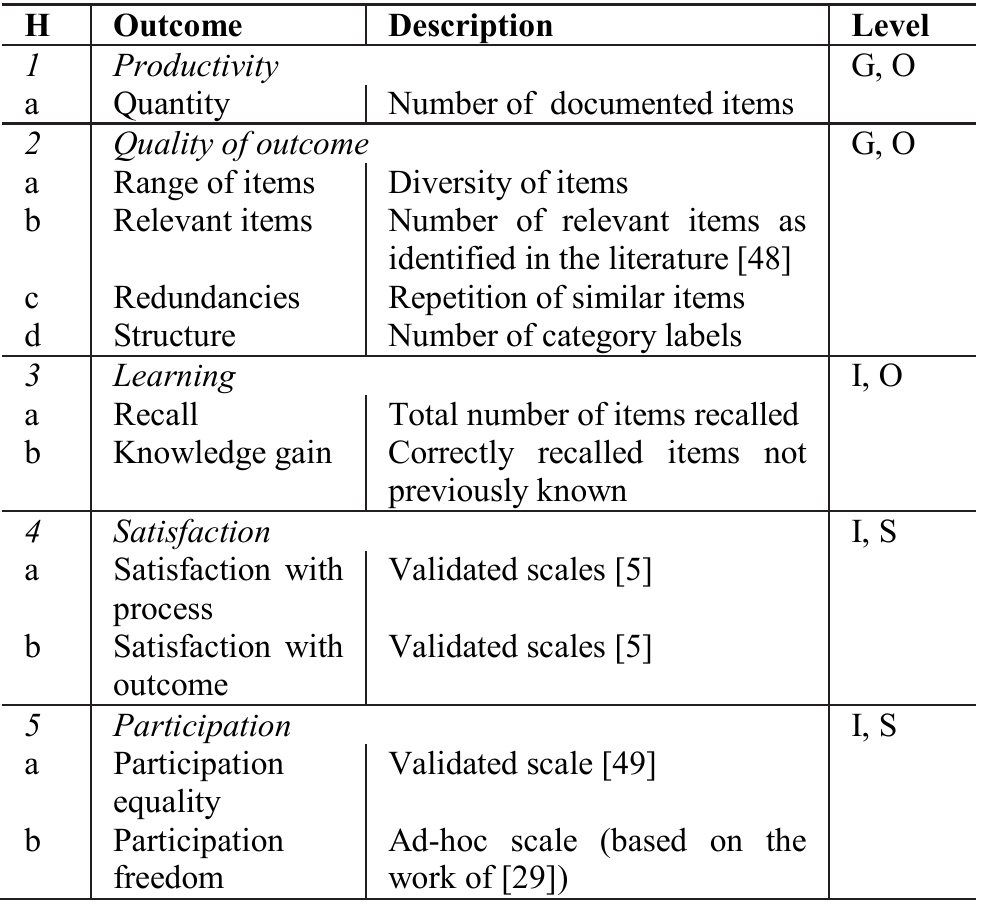 H Outcome Description Level
1 Productivity G, O
a Quantity Number of documented items
2 Quality of outcome G, O
a Range of items Diversity of items
b Relevant items Number of relevant items as
identified in the literature [48]
c Redundancies Repetition of similar items
d Structure Number of category labels
3 Learning I, O
a Recall Total number of items recalled
b Knowledge gain Correctly recalled items not
previously known
4 Satisfaction I, S
a Satisfaction with Validated scales [5]
process
b Satisfaction with Validated scales [5]
outcome
5 Participation I, S
a Participation Validated scale [49]
equality
b Participation Ad-hoc scale (based on the
freedom work of [29])